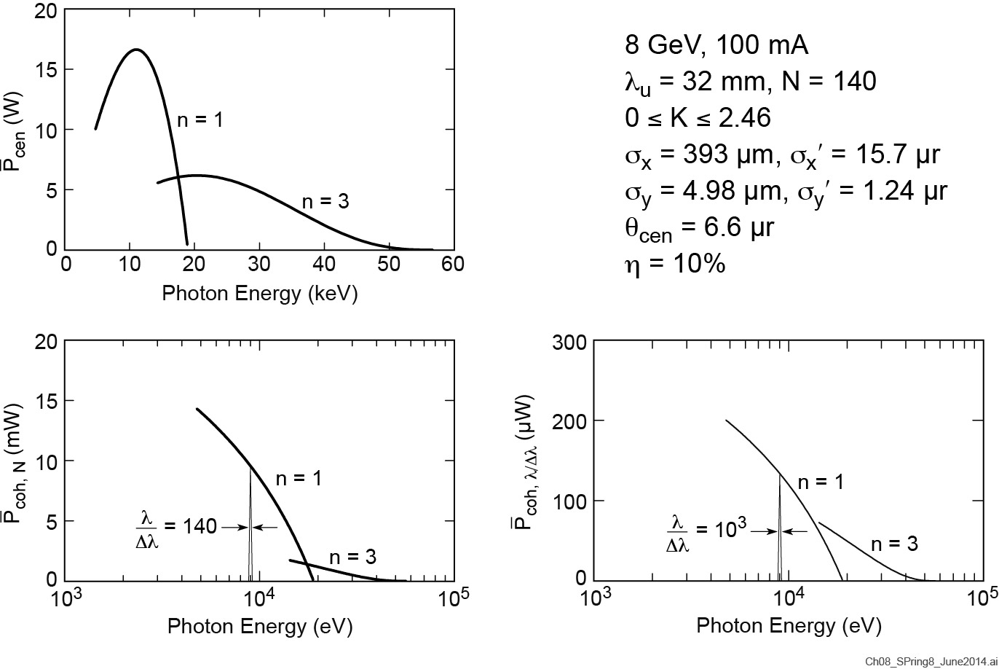 20
15
10
5
0
P̄cen (W)
n = 1
n = 3
0 10 20 30 40 50 60
Photon Energy (keV)
8 GeV, 100 mA
λu = 32 mm, N = 140
0 ≤ K ≤ 2.46
σx = 393 µm, σx′ = 15.7 µr
σy = 4.98 µm, σy′ = 1.24 µr
θcen = 6.6 µr
η = 10%
20
15
10
5
0
P̄coh, N (mW)
n = 1
λ/Δλ = 140
n = 3
10³ 10⁴ 10⁵
Photon Energy (eV)
300
200
100
0
P̄coh, λ/Δλ (µW)
n = 1
λ/Δλ = 10³
n = 3
10³ 10⁴ 10⁵
Photon Energy (eV)
Ch08_SPring8_June2014.ai